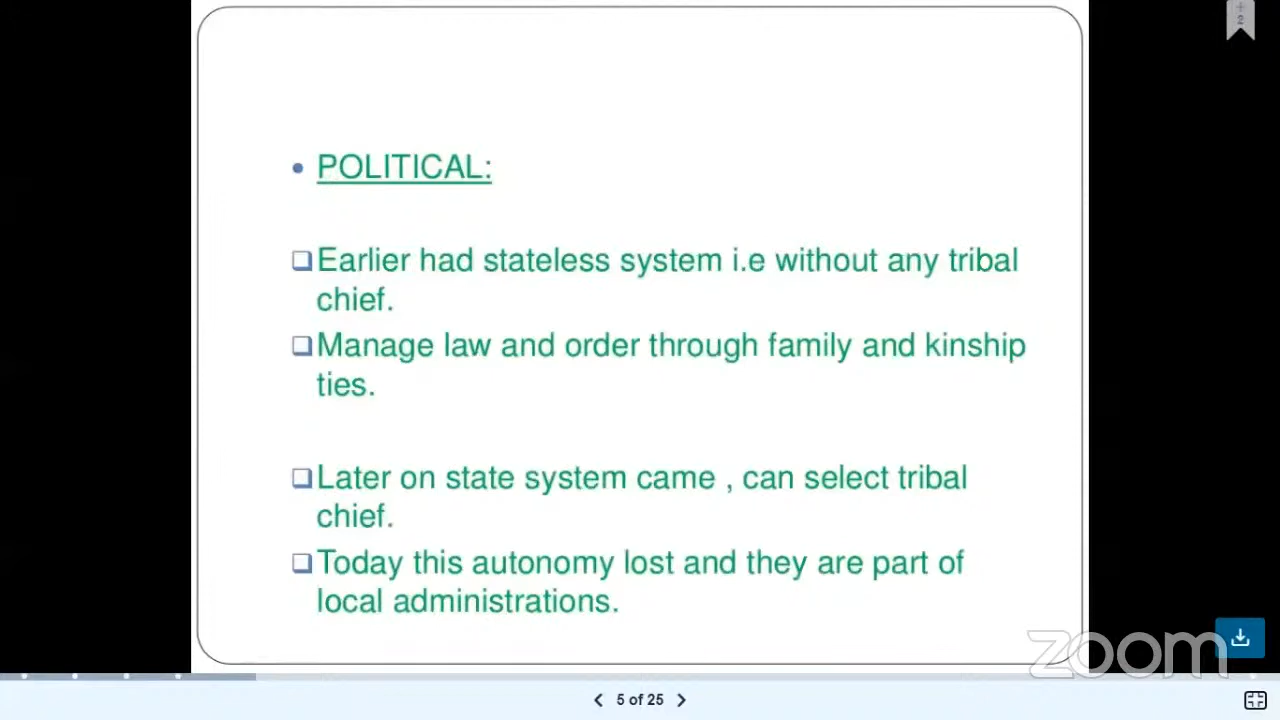 • POLITICAL:
❑Earlier had stateless system i.e without any tribal
chief.
❑Manage law and order through family and kinship
ties.
❑Later on state system came , can select tribal
chief.
❑Today this autonomy lost and they are part of
local administrations.
zoom
5 of 25